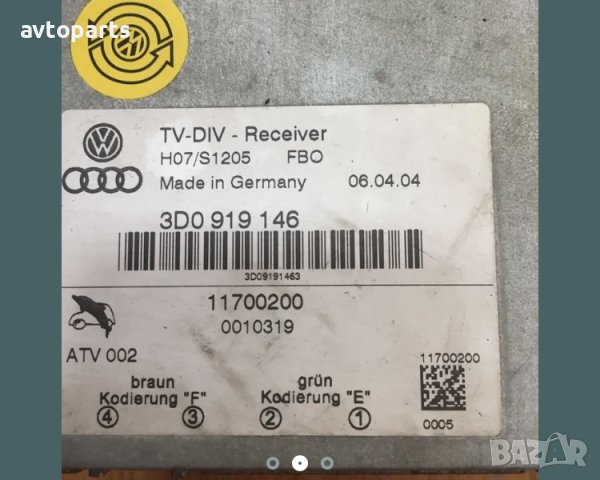 avtoparts
TV-DIV - Receiver
H07/S1205 FBO
Made in Germany 06.04.04
3D0 919 146
3D09191463
11700200
0010319
ATV 002
11700200
braun grün
Kodierung "F" Kodierung "E"
④ ③ ② ①
0005
BAZAR